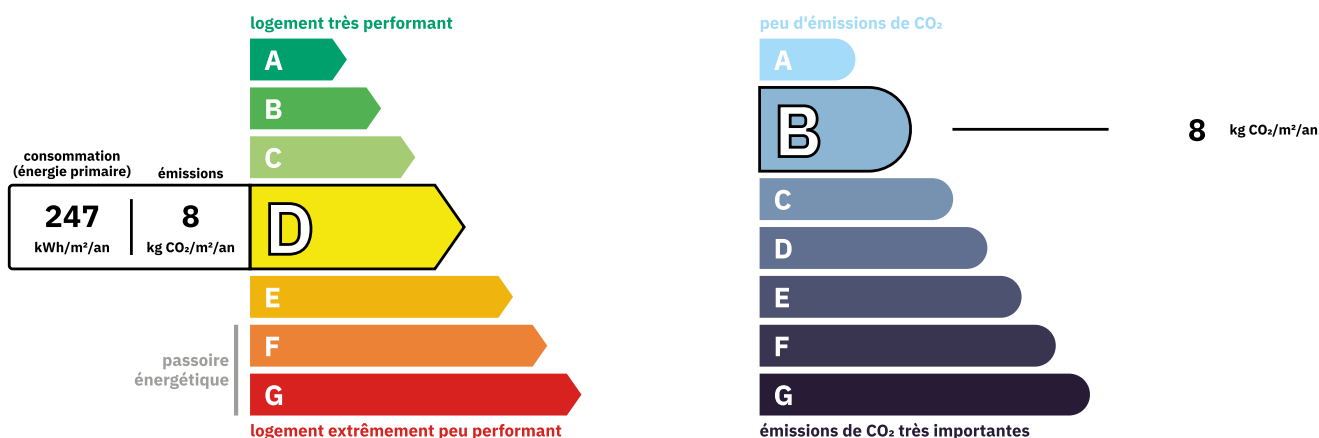 logement très performant
A
B
C
consommation
(énergie primaire)
émissions
247
kWh/m²/an
8
kg CO₂/m²/an
D
E
F
G
passoire
énergétique
logement extrêmement peu performant
peu d'émissions de CO₂
A
B
8 kg CO₂/m²/an
C
D
E
F
G
émissions de CO₂ très importantes